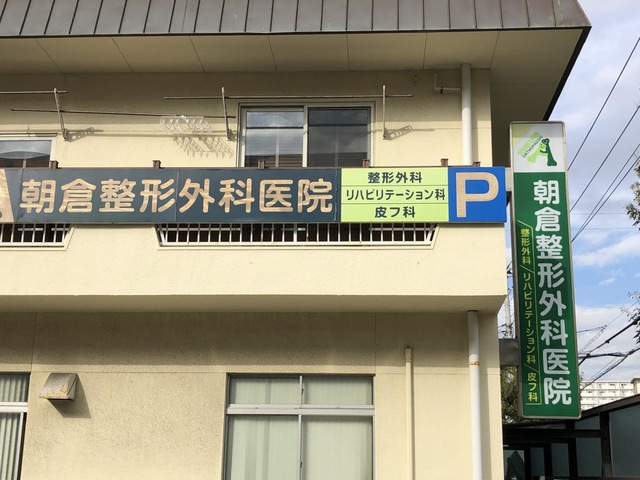 朝倉整形外科医院
整形外科
リハビリテーション科
皮フ科
P
朝倉整形外科医院
整形外科/リハビリテーション科/皮フ科